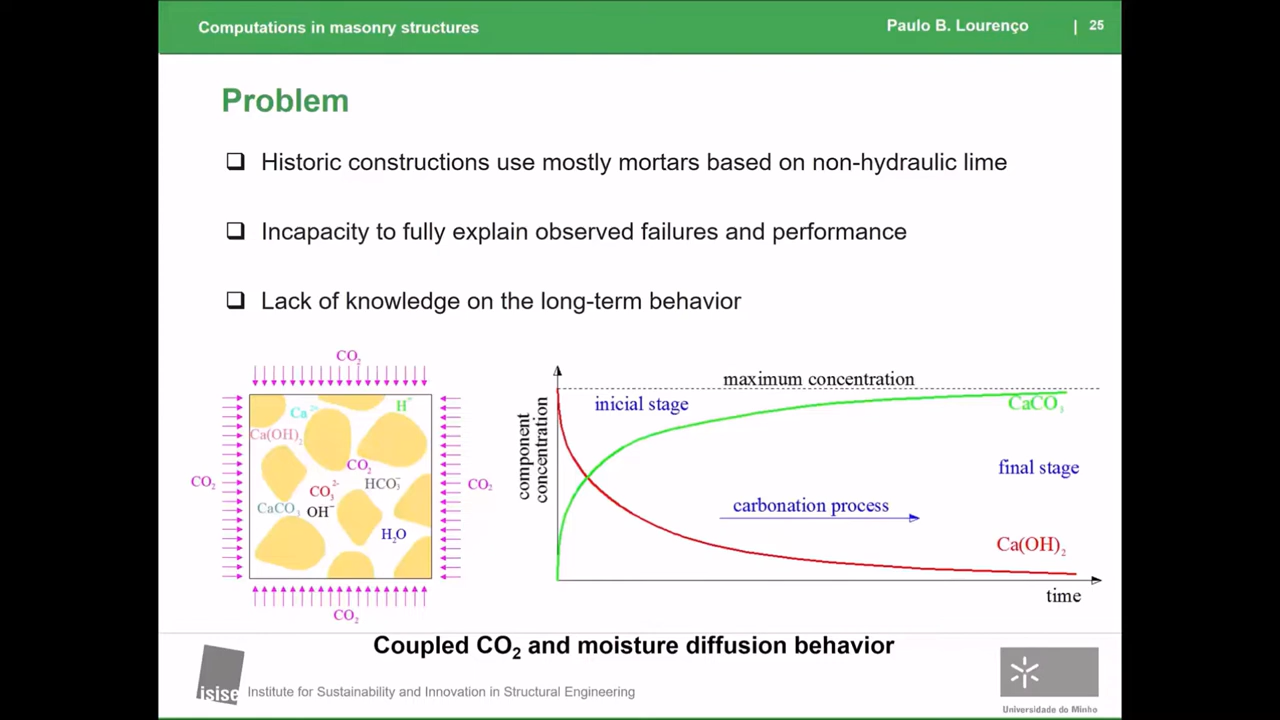 Computations in masonry structures
Paulo B. Lourenço | 25
Problem
❑ Historic constructions use mostly mortars based on non-hydraulic lime
❑ Incapacity to fully explain observed failures and performance
❑ Lack of knowledge on the long-term behavior
CO₂
Ca²⁺
H⁺
Ca(OH)₂
CO₂
CO₂
CO₂
CO₃²⁻
HCO₃⁻
CaCO₃
OH⁻
H₂O
CO₂
component
concentration
maximum concentration
inicial stage
CaCO₃
final stage
carbonation process
Ca(OH)₂
time
Coupled CO₂ and moisture diffusion behavior
isise
Institute for Sustainability and Innovation in Structural Engineering
Universidade do Minho